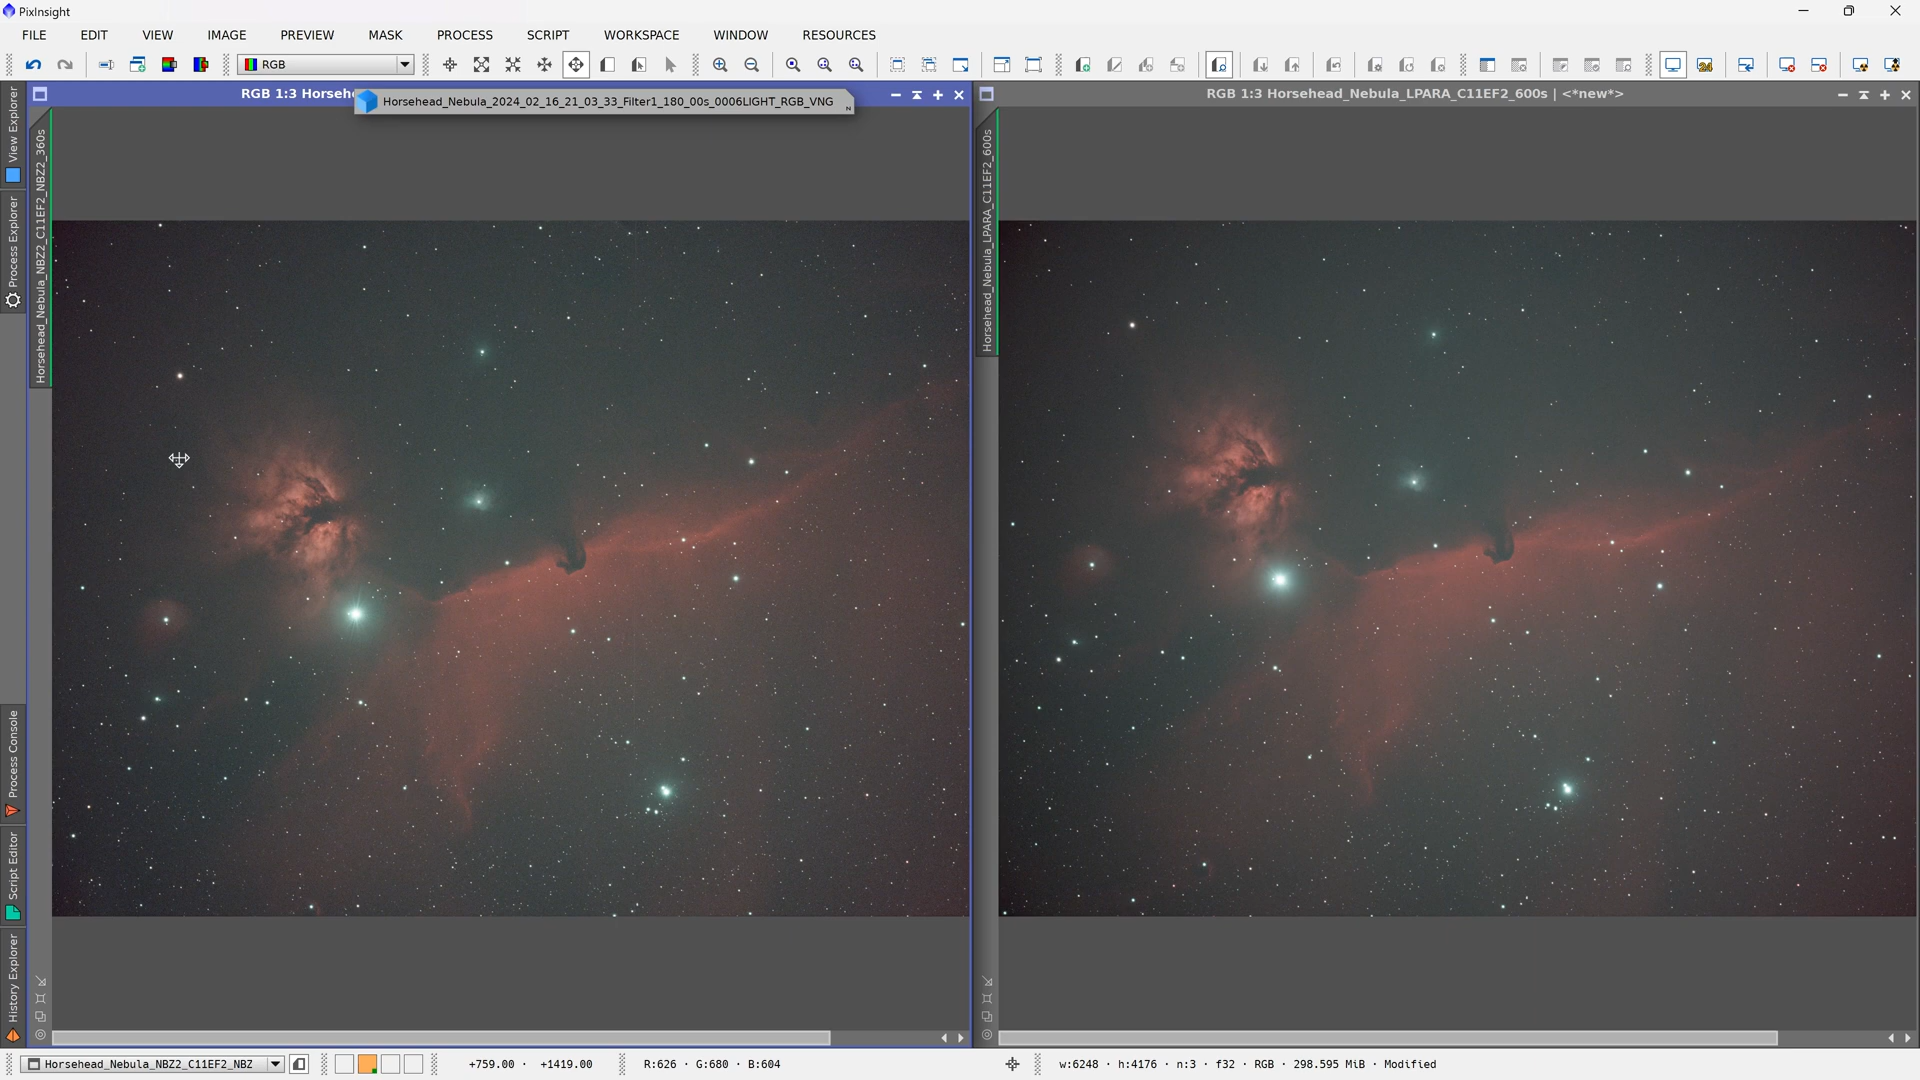 PixInsight
FILE EDIT VIEW IMAGE PREVIEW MASK PROCESS SCRIPT WORKSPACE WINDOW RESOURCES
RGB
RGB 1:3 Horsehe
Horsehead_Nebula_2024_02_16_21_03_33_Filter1_180_00s_0006LIGHT_RGB_VNG
N
RGB 1:3 Horsehead_Nebula_LPARA_C11EF2_600s | <*new*>
View Explorer
Process Explorer
Process Console
Script Editor
History Explorer
Horsehead_Nebula_NBZ2_C11EF2_NBZ2_360s
Horsehead_Nebula_LPARA_C11EF2_600s
Horsehead_Nebula_NBZ2_C11EF2_NBZ
+759.00 · +1419.00
R:626 · G:680 · B:604
w:6248 · h:4176 · n:3 · f32 · RGB · 298.595 MiB · Modified